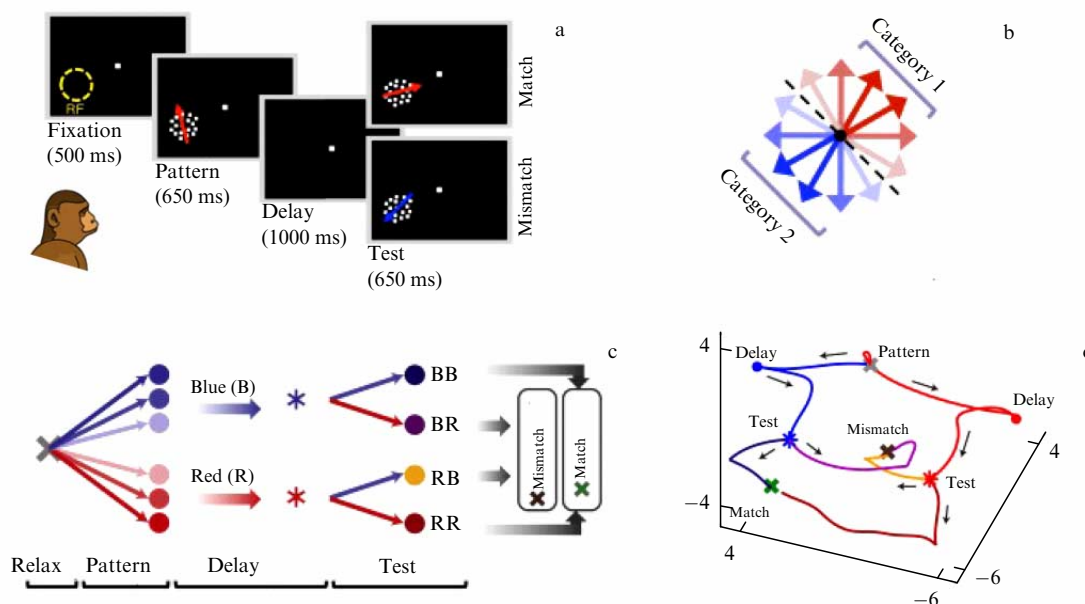 a
RF
Fixation
(500 ms)
Pattern
(650 ms)
Delay
(1000 ms)
Test
(650 ms)
Match
Mismatch
b
Category 1
Category 2
c
Blue (B)
Red (R)
BB
BR
RB
RR
Mismatch
Match
Relax
Pattern
Delay
Test
4
Delay
Pattern
Delay
Test
Mismatch
4
Test
−4
Match
4
−6
−6